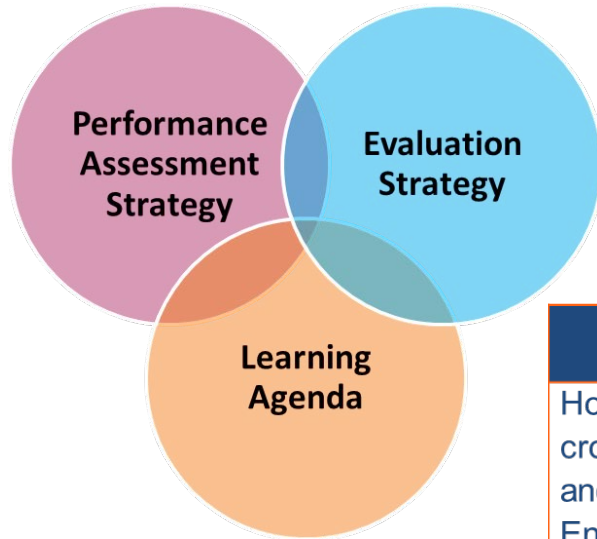 Performance
Assessment
Strategy
Evaluation
Strategy
Learning
Agenda